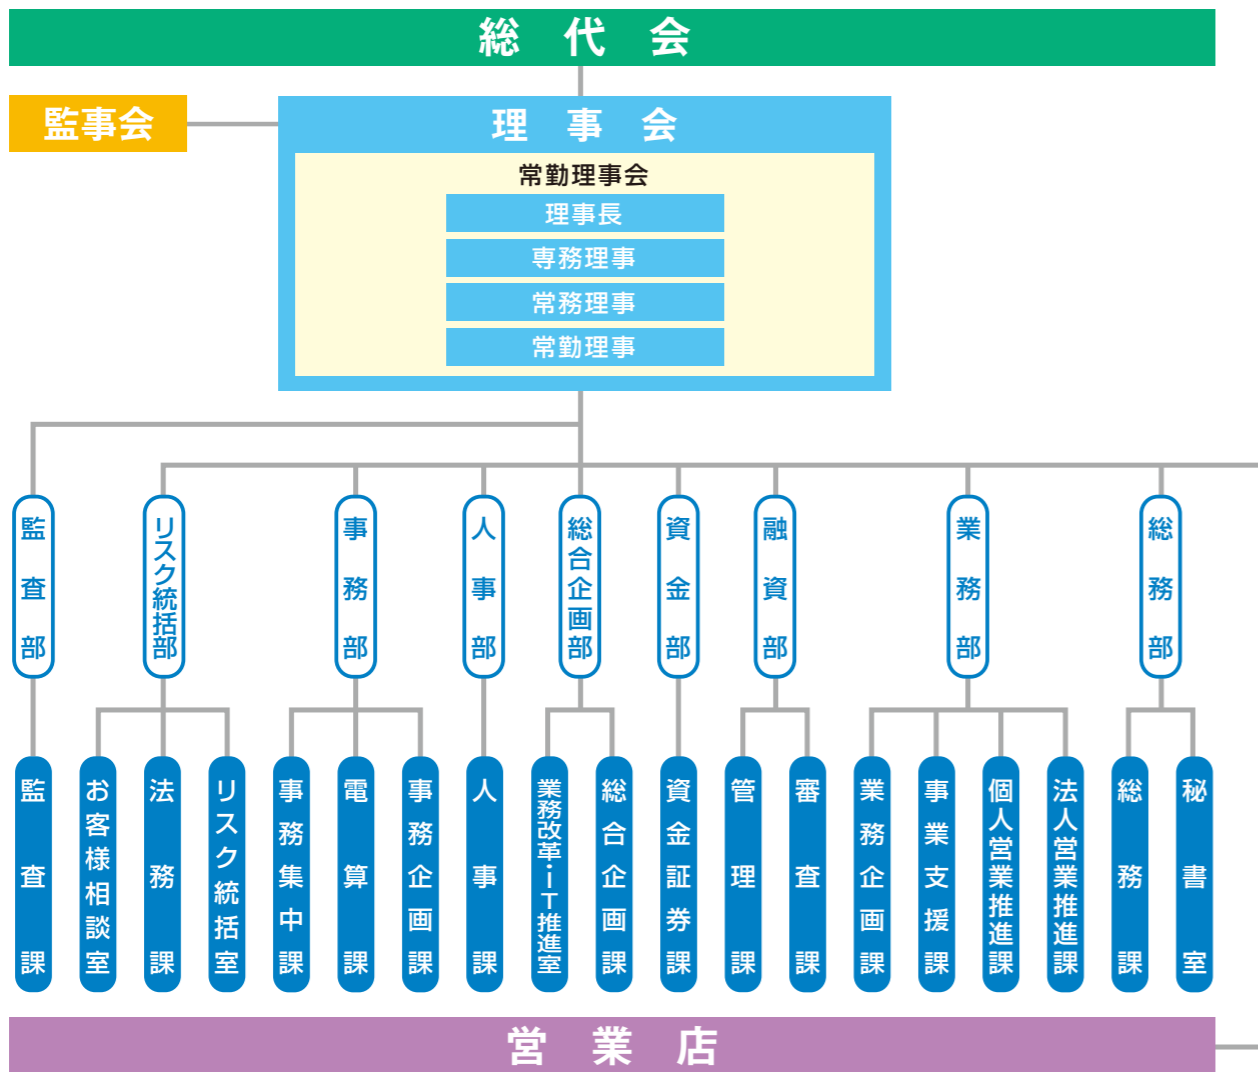 総代会
監事会
理事会
常勤理事会
理事長
専務理事
常務理事
常勤理事
監査部
リスク統括部
事務部
人事部
総合企画部
資金部
融資部
業務部
総務部
監査課
お客様相談室
法務課
リスク統括室
事務集中課
電算課
事務企画課
人事課
業務改革・iT推進室
総合企画課
資金証券課
管理課
審査課
業務企画課
事業支援課
個人営業推進課
法人営業推進課
総務課
秘書室
営業店